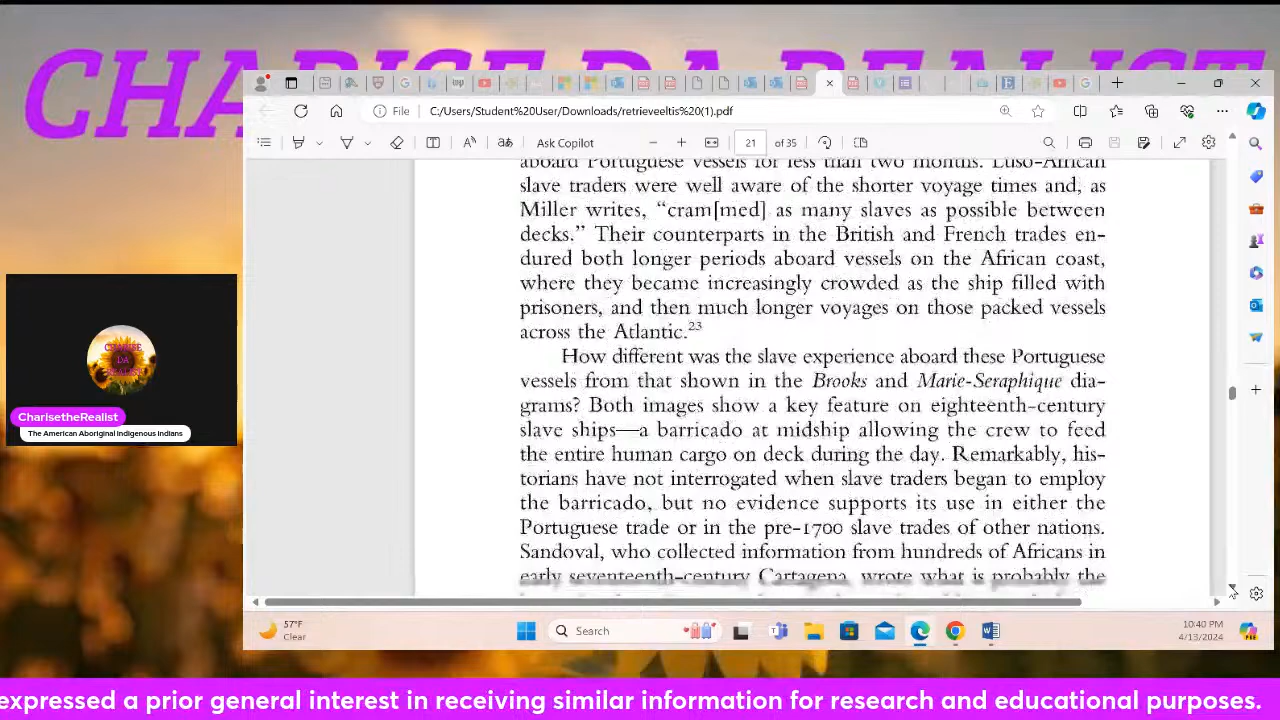 CHARISE DA REALIST
File
C:/Users/Student%20User/Downloads/retrieveeltis%20(1).pdf
Ask Copilot
21
of 35
aboard Portuguese vessels for less than two months. Luso-African
slave traders were well aware of the shorter voyage times and, as
Miller writes, “cram[med] as many slaves as possible between
decks.” Their counterparts in the British and French trades en-
dured both longer periods aboard vessels on the African coast,
where they became increasingly crowded as the ship filled with
prisoners, and then much longer voyages on those packed vessels
across the Atlantic.23
How different was the slave experience aboard these Portuguese
vessels from that shown in the Brooks and Marie-Seraphique dia-
grams? Both images show a key feature on eighteenth-century
slave ships—a barricado at midship allowing the crew to feed
the entire human cargo on deck during the day. Remarkably, his-
torians have not interrogated when slave traders began to employ
the barricado, but no evidence supports its use in either the
Portuguese trade or in the pre-1700 slave trades of other nations.
Sandoval, who collected information from hundreds of Africans in
early seventeenth-century Cartagena, wrote what is probably the
CHARISE
DA
REALIST
CharisetheRealist
The American Aboriginal Indigenous Indians
57°F
Clear
Search
10:40 PM
4/13/2024
expressed a prior general interest in receiving similar information for research and educational purposes.